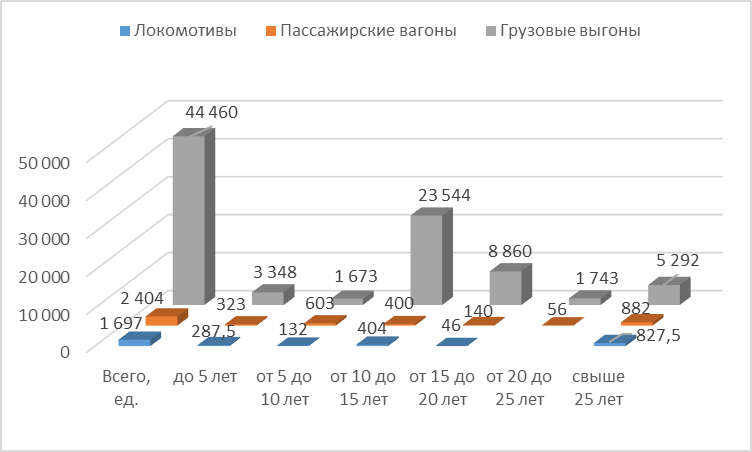 Локомотивы Пассажирские вагоны Грузовые выгоны
44 460
50 000
40 000
30 000
20 000
10 000
0
23 544
8 860
3 348
1 673
1 743
5 292
2 404
323
603
400
140
56
882
1 697
287,5
132
404
46
827,5
Всего,
ед.
до 5 лет
от 5 до
10 лет
от 10 до
15 лет
от 15 до
20 лет
от 20 до
25 лет
свыше
25 лет